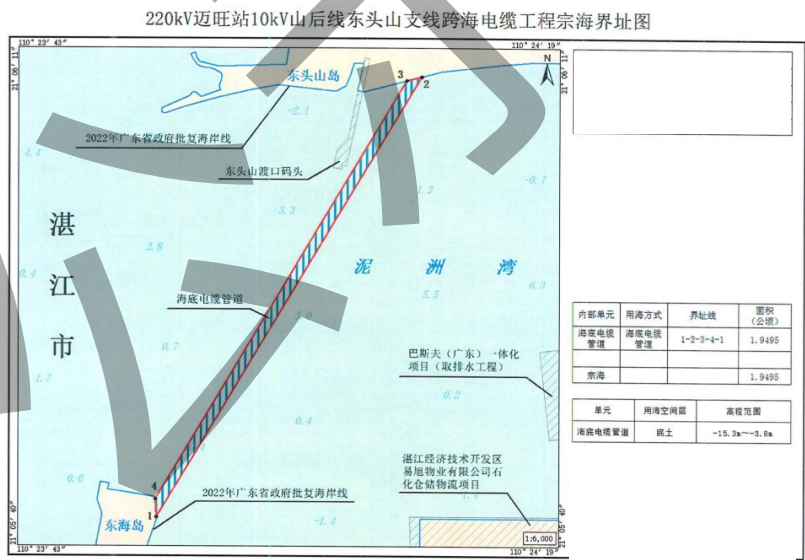 220kV迈旺站10kV山后线东头山支线跨海电缆工程宗海界址图
110° 23′ 43″
110° 24′ 19″
21° 06′ 11″
21° 06′ 11″
N
东头山岛
3
2
-2.1
2022年广东省政府批复海岸线
4.4
东头山渡口码头
-0.7
1.3
-3.3
湛江市
2.8
泥洲湾
0.4
6.3
5.5
海底电缆管道
3.0
0.7
巴斯夫（广东）一体化
项目（取排水工程）
1.7
0.2
0.4
湛江经济技术开发区
易旭物业有限公司石
化仓储物流项目
0.6
4
2022年广东省政府批复海岸线
1.4
1
东海岛
-1.4
1:6,000
21° 05′ 40″
21° 05′ 40″
110° 23′ 43″
110° 24′ 19″
内部单元 用海方式 界址线 面积（公顷）
海底电缆管道 海底电缆管道 1-2-3-4-1 1.9495
宗海 1.9495
单元 用海空间层 高程范围
海底电缆管道 底土 -15.3m~-3.8m